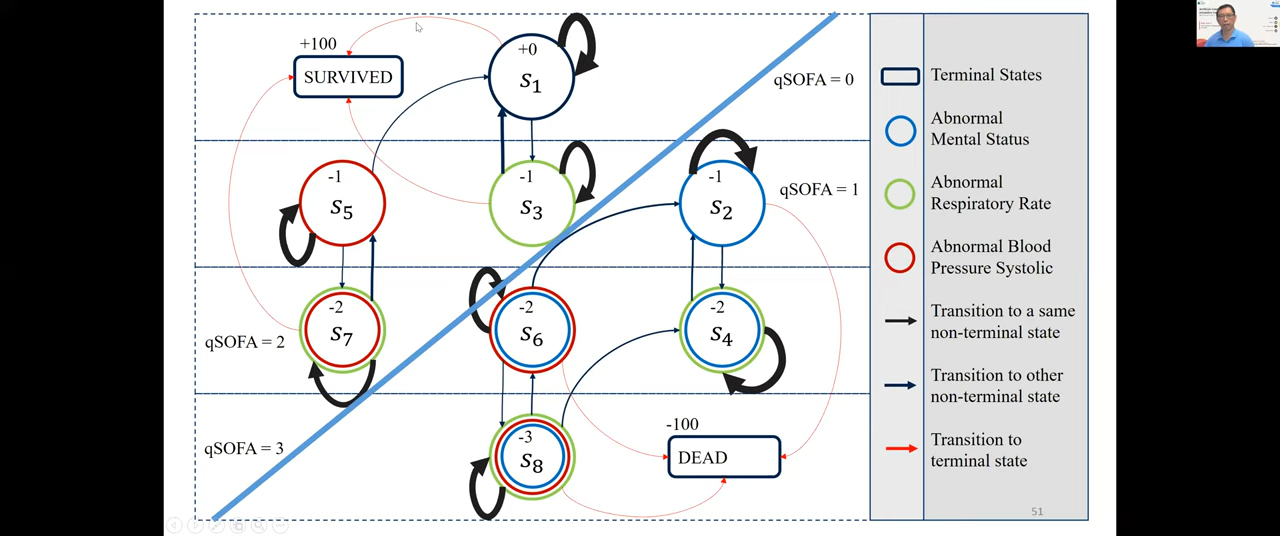 +100
SURVIVED
+0
S1
qSOFA = 0
-1
S5
-1
S3
-1
S2
qSOFA = 1
-2
S7
-2
S6
-2
S4
qSOFA = 2
qSOFA = 3
-3
S8
-100
DEAD
Terminal States
Abnormal
Mental Status
Abnormal
Respiratory Rate
Abnormal Blood
Pressure Systolic
Transition to a same
non-terminal state
Transition to other
non-terminal state
Transition to
terminal state
51